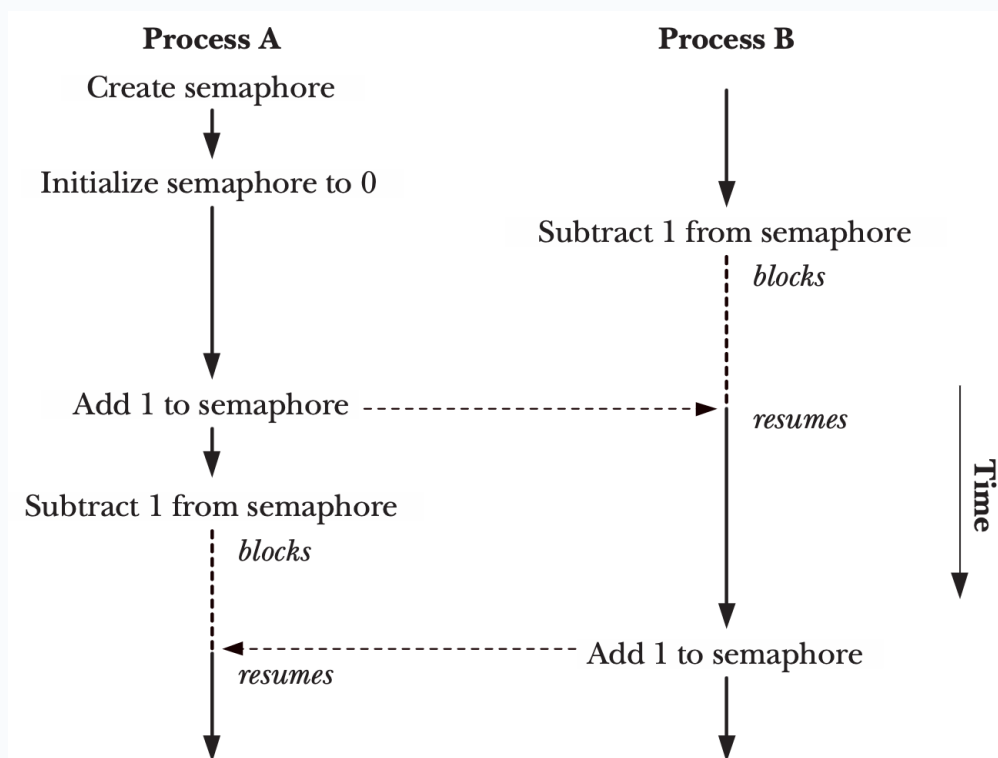 Process A
Process B
Create semaphore
Initialize semaphore to 0
Subtract 1 from semaphore
blocks
Add 1 to semaphore
resumes
Subtract 1 from semaphore
blocks
Add 1 to semaphore
resumes
Time